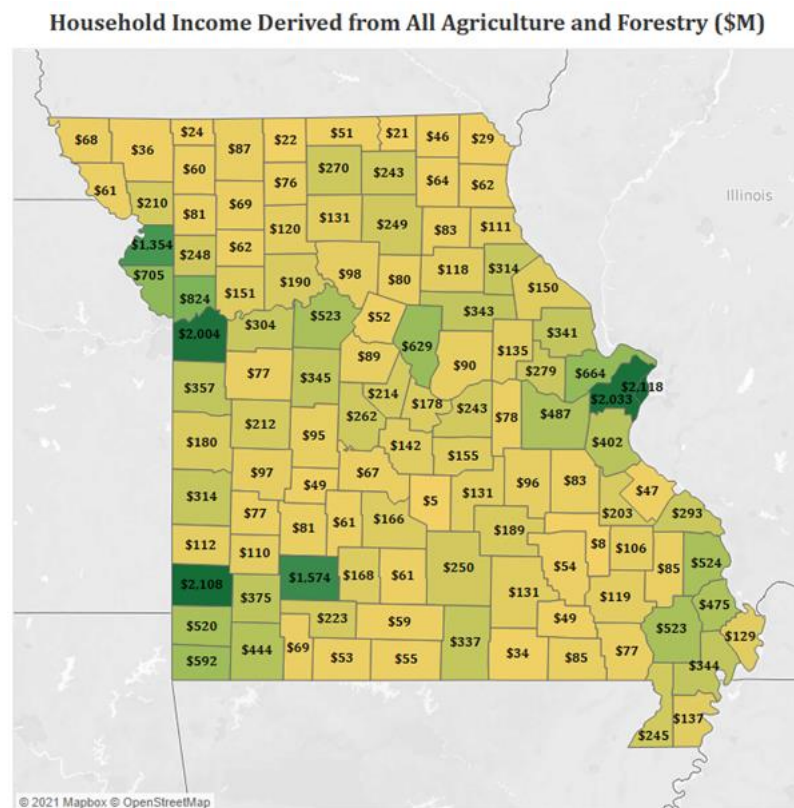 Household Income Derived from All Agriculture and Forestry ($M)
$68 $36 $24 $87 $22 $51 $21 $46 $29
$61 $210 $60 $76 $270 $243 $64 $62
$81 $69 $120 $131 $249 $83 $111
Illinois
$1,354 $248 $62 $98 $80 $118 $314
$705 $824 $151 $190 $150
$2,004 $304 $523 $52 $629 $343 $341
$77 $89 $90 $135 $279 $664 $2,118
$357 $345 $214 $178 $243 $78 $487 $2,033
$180 $212 $95 $262 $142 $155 $402
$97 $49 $67 $5 $131 $96 $83 $47
$314 $77 $81 $61 $166 $189 $203 $293
$112 $110 $8 $106
$2,108 $375 $1,574 $168 $61 $250 $54 $85 $524
$131 $119 $475
$520 $223 $59 $49 $523 $129
$592 $444 $69 $53 $55 $337 $34 $85 $77 $344
$245 $137
© 2021 Mapbox © OpenStreetMap